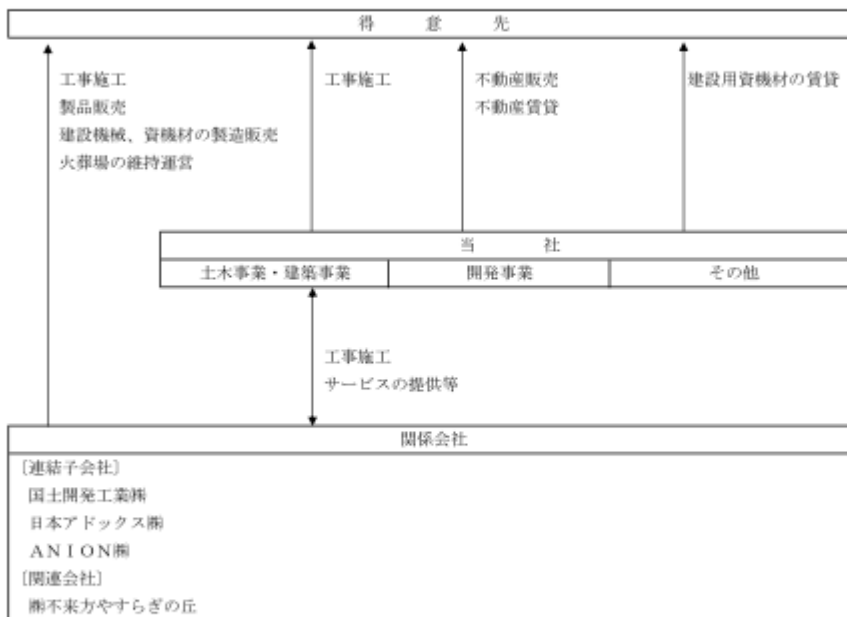 得意先
工事施工
製品販売
建設機械、資機材の製造販売
火葬場の維持運営
工事施工
不動産販売
不動産賃貸
建設用資機材の賃貸
当社
土木事業・建築事業
開発事業
その他
工事施工
サービスの提供等
関係会社
〔連結子会社〕
国土開発工業㈱
日本アドックス㈱
ANION㈱
〔関連会社〕
㈱不来方やすらぎの丘